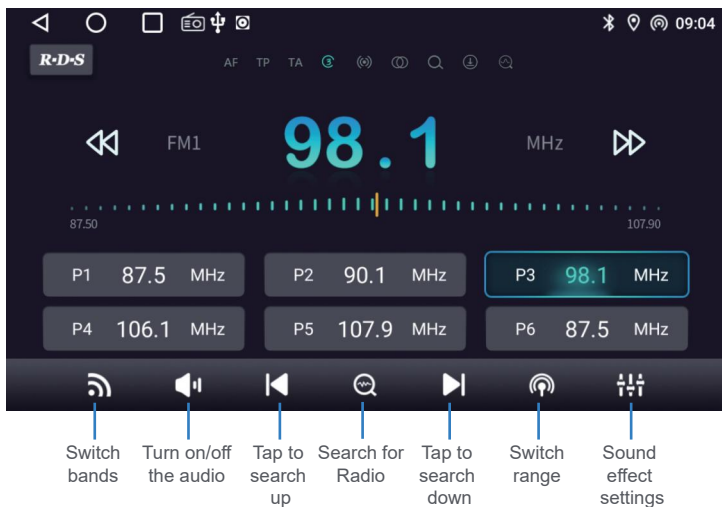 09:04
R·D·S
AF TP TA
FM1 98.1 MHz
87.50 107.90
P1 87.5 MHz P2 90.1 MHz P3 98.1 MHz
P4 106.1 MHz P5 107.9 MHz P6 87.5 MHz
Switch Turn on/off Tap to Search for Tap to Switch Sound
bands the audio search Radio search range effect
up down settings